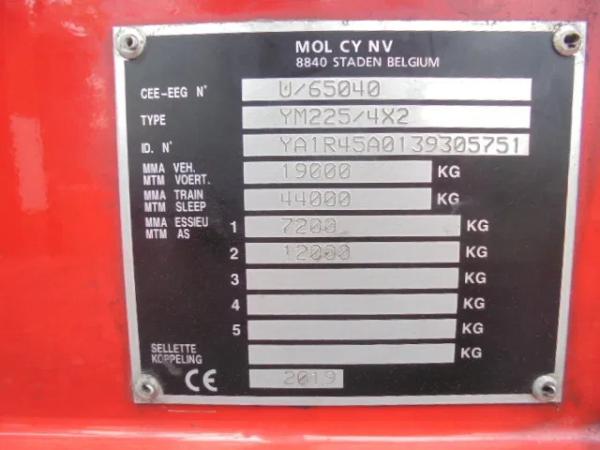 MOL CY NV
8840 STADEN BELGIUM
CEE-EEG N° W/65040
TYPE YM225/4X2
ID. N° YA1R45A0139305751
MMA VEH. MTM VOERT. 19000 KG
MMA TRAIN MTM SLEEP 44000 KG
MMA ESSIEU MTM AS 1 7200 KG
2 12000 KG
3 KG
4 KG
5 KG
SELLETTE KOPPELING KG
CE 2019